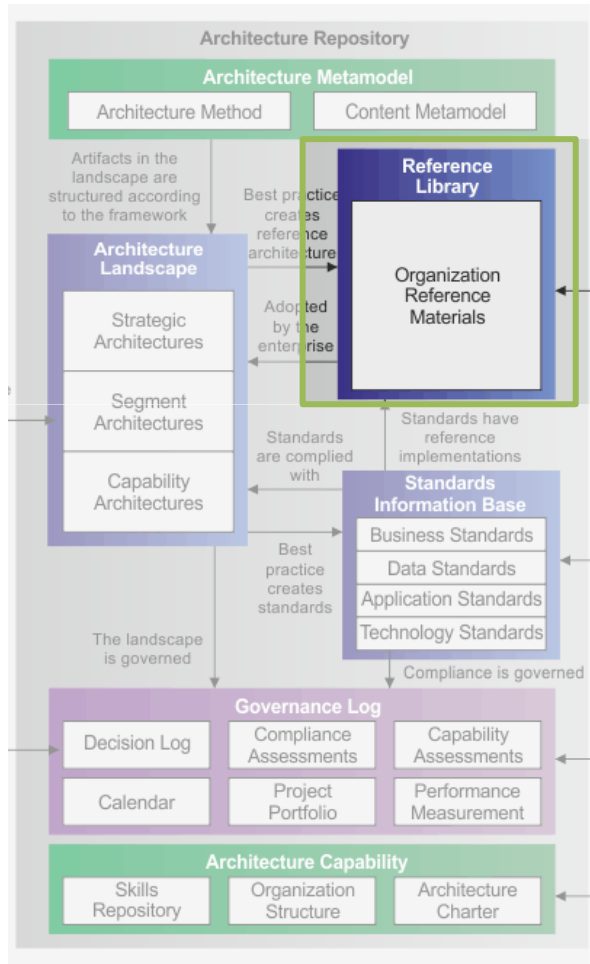 Architecture Repository
Architecture Metamodel
Architecture Method
Content Metamodel
Artifacts in the
landscape are
structured according
to the framework
Best practice
creates
reference
architecture
Reference
Library
Organization
Reference
Materials
Architecture
Landscape
Strategic
Architectures
Segment
Architectures
Capability
Architectures
Adopted
by the
enterprise
Standards
are complied
with
Standards have
reference
implementations
Standards
Information Base
Business Standards
Data Standards
Application Standards
Technology Standards
Best
practice
creates
standards
The landscape
is governed
Compliance is governed
Governance Log
Decision Log
Compliance
Assessments
Capability
Assessments
Calendar
Project
Portfolio
Performance
Measurement
Architecture Capability
Skills
Repository
Organization
Structure
Architecture
Charter